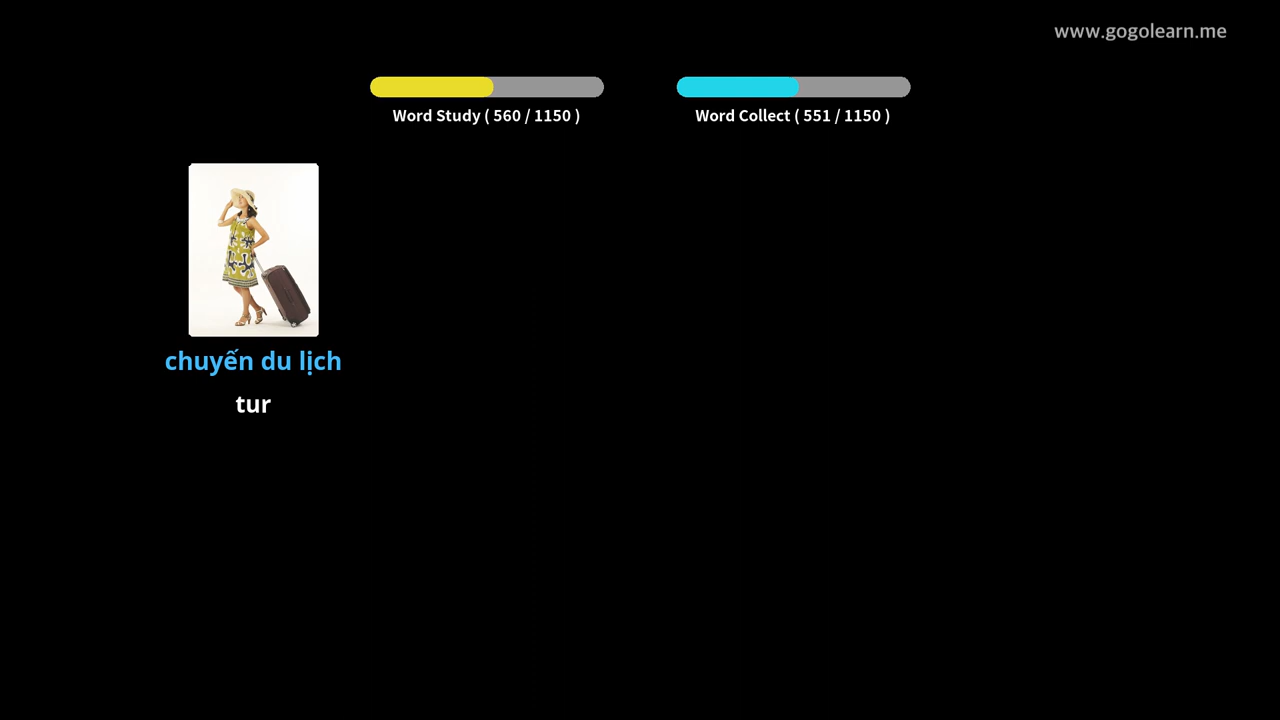 www.gogolearn.me
Word Study ( 560 / 1150 )
Word Collect ( 551 / 1150 )
chuyến du lịch
tur